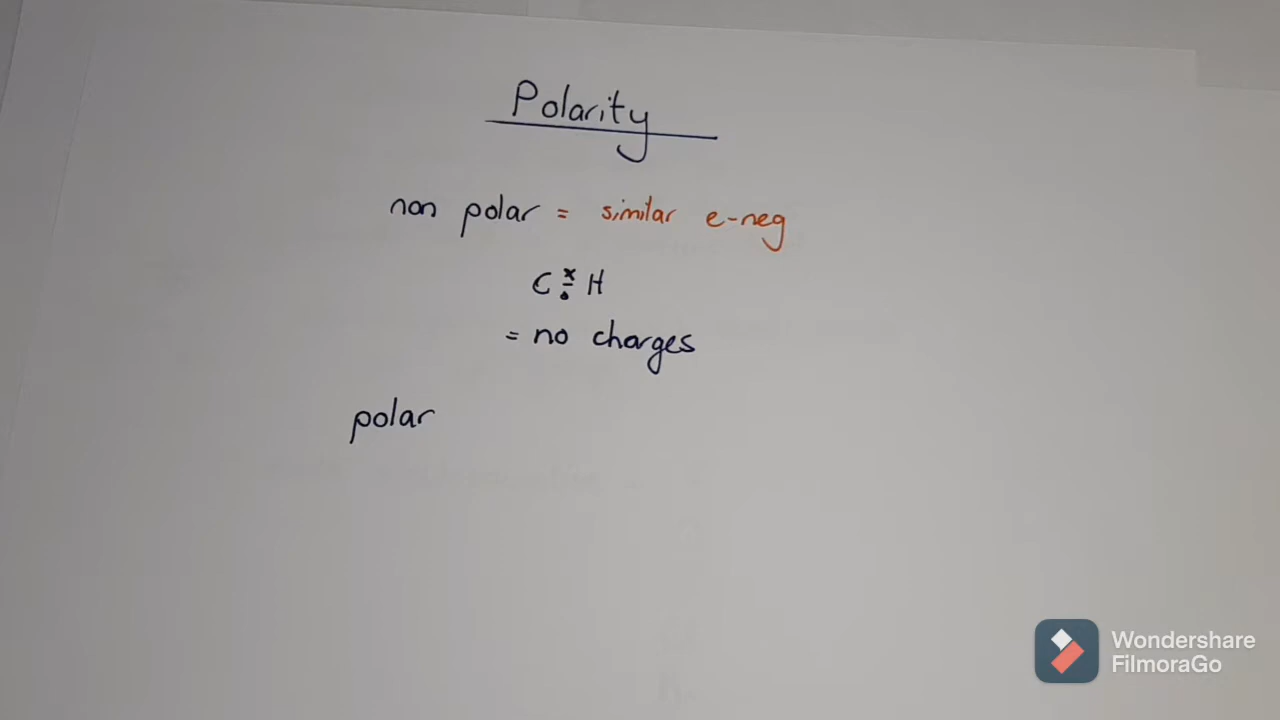 Polarity
non polar = similar e-neg
C x H
= no charges
polar
Wondershare
FilmoraGo